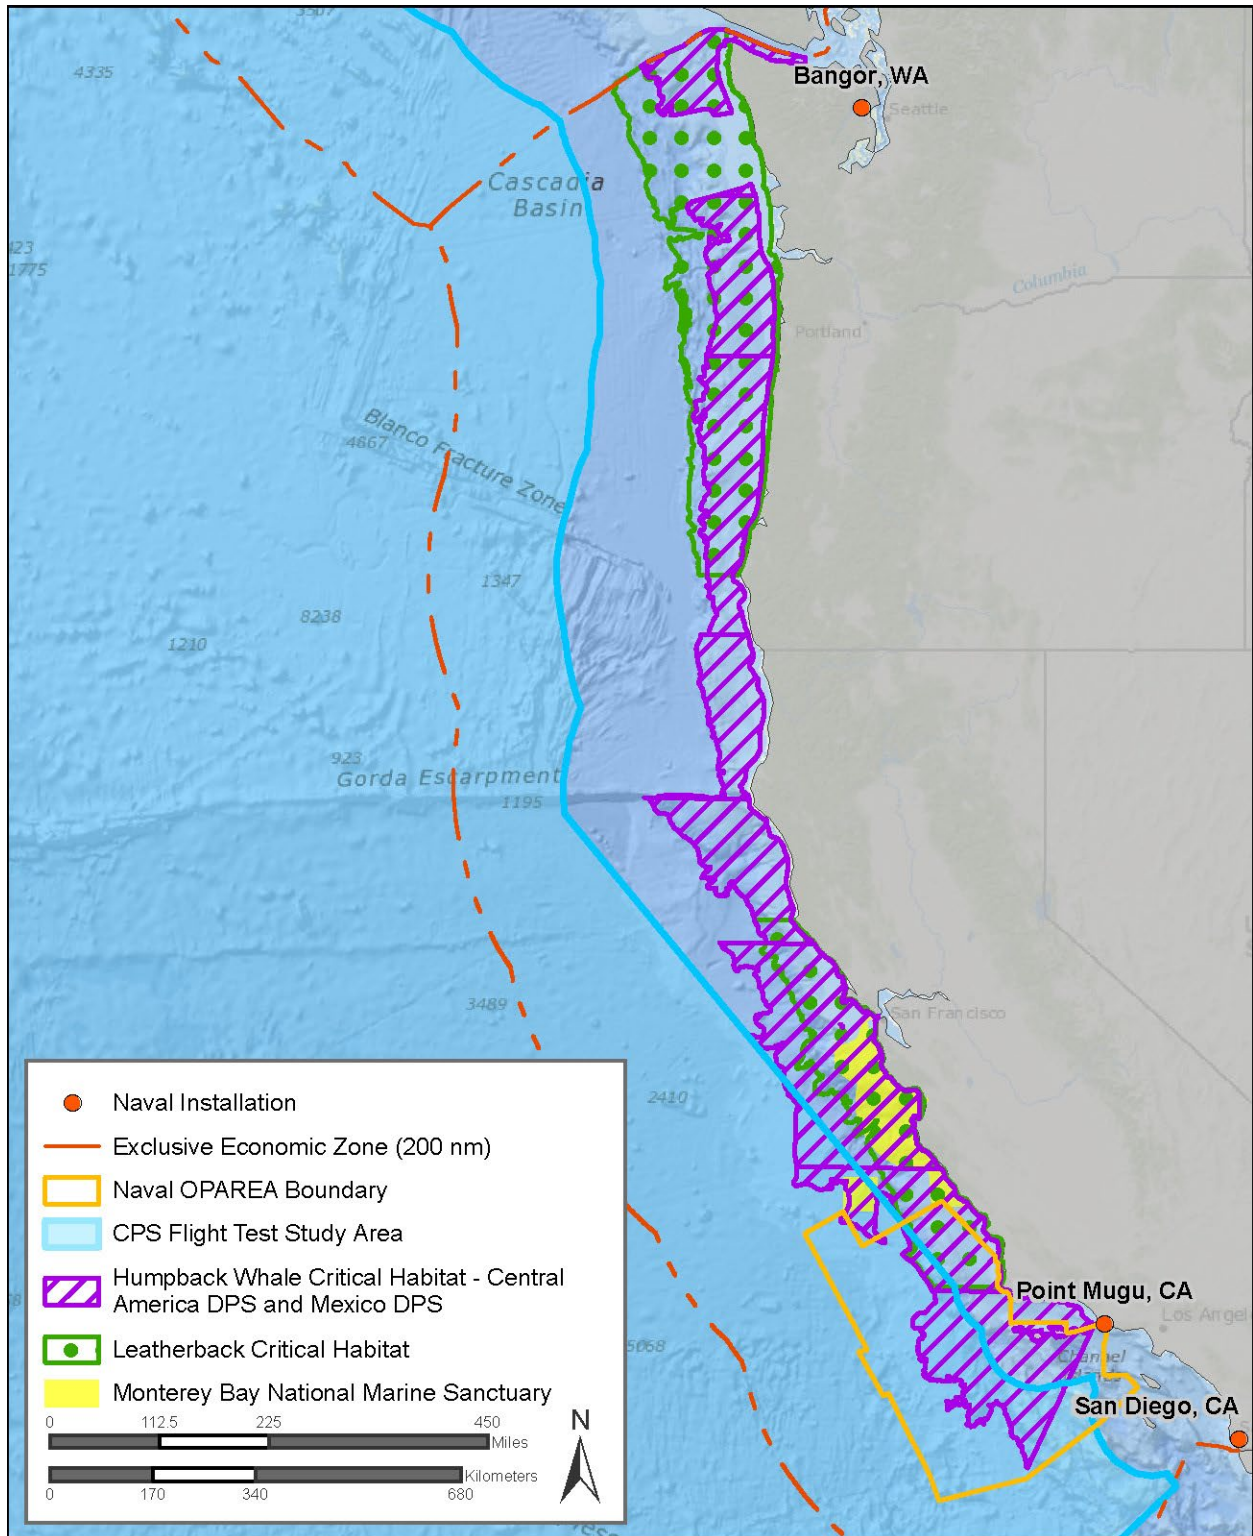 4335
Bangor, WA
Seattle
Cascadia
Basin
1775
Columbia
Portland
Blanco Fracture Zone
4867
1347
8238
1210
923
Gorda Escarpment
1195
3489
San Francisco
2410
Point Mugu, CA
Los Angel
Channel
San Diego, CA
Naval Installation
Exclusive Economic Zone (200 nm)
Naval OPAREA Boundary
CPS Flight Test Study Area
Humpback Whale Critical Habitat - Central
America DPS and Mexico DPS
Leatherback Critical Habitat
Monterey Bay National Marine Sanctuary
0 112.5 225 450
Miles
Kilometers
0 170 340 680
N